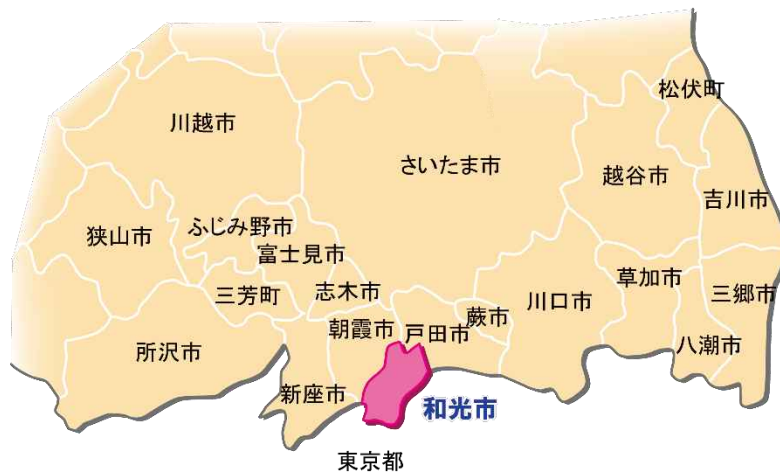 松伏町
川越市
さいたま市
越谷市
吉川市
ふじみ野市
狭山市
富士見市
草加市
三芳町
志木市
川口市
三郷市
蕨市
朝霞市
戸田市
所沢市
八潮市
新座市
和光市
東京都